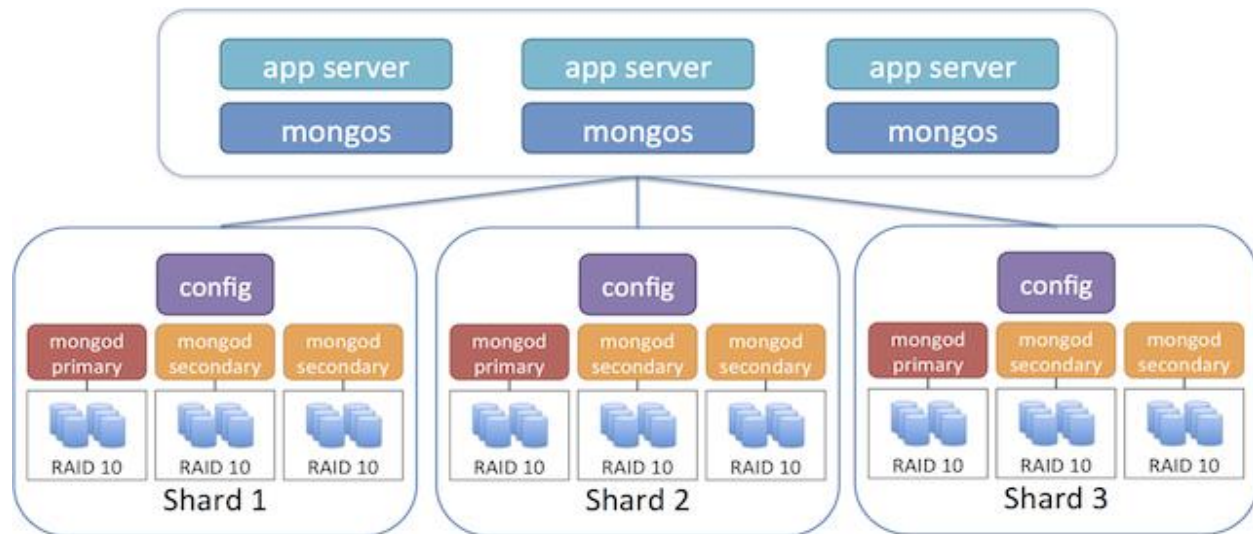 app server app server app server
mongos mongos mongos
config config config
mongod primary mongod secondary mongod secondary mongod primary mongod secondary mongod secondary mongod primary mongod secondary mongod secondary
RAID 10 RAID 10 RAID 10 RAID 10 RAID 10 RAID 10 RAID 10 RAID 10 RAID 10
Shard 1 Shard 2 Shard 3